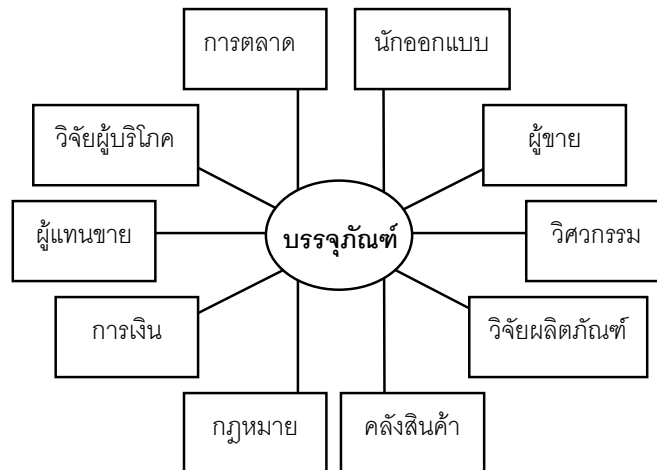 การตลาด
นักออกแบบ
วิจัยผู้บริโภค
ผู้ขาย
ผู้แทนขาย
บรรจุภัณฑ์
วิศวกรรม
การเงิน
วิจัยผลิตภัณฑ์
กฎหมาย
คลังสินค้า